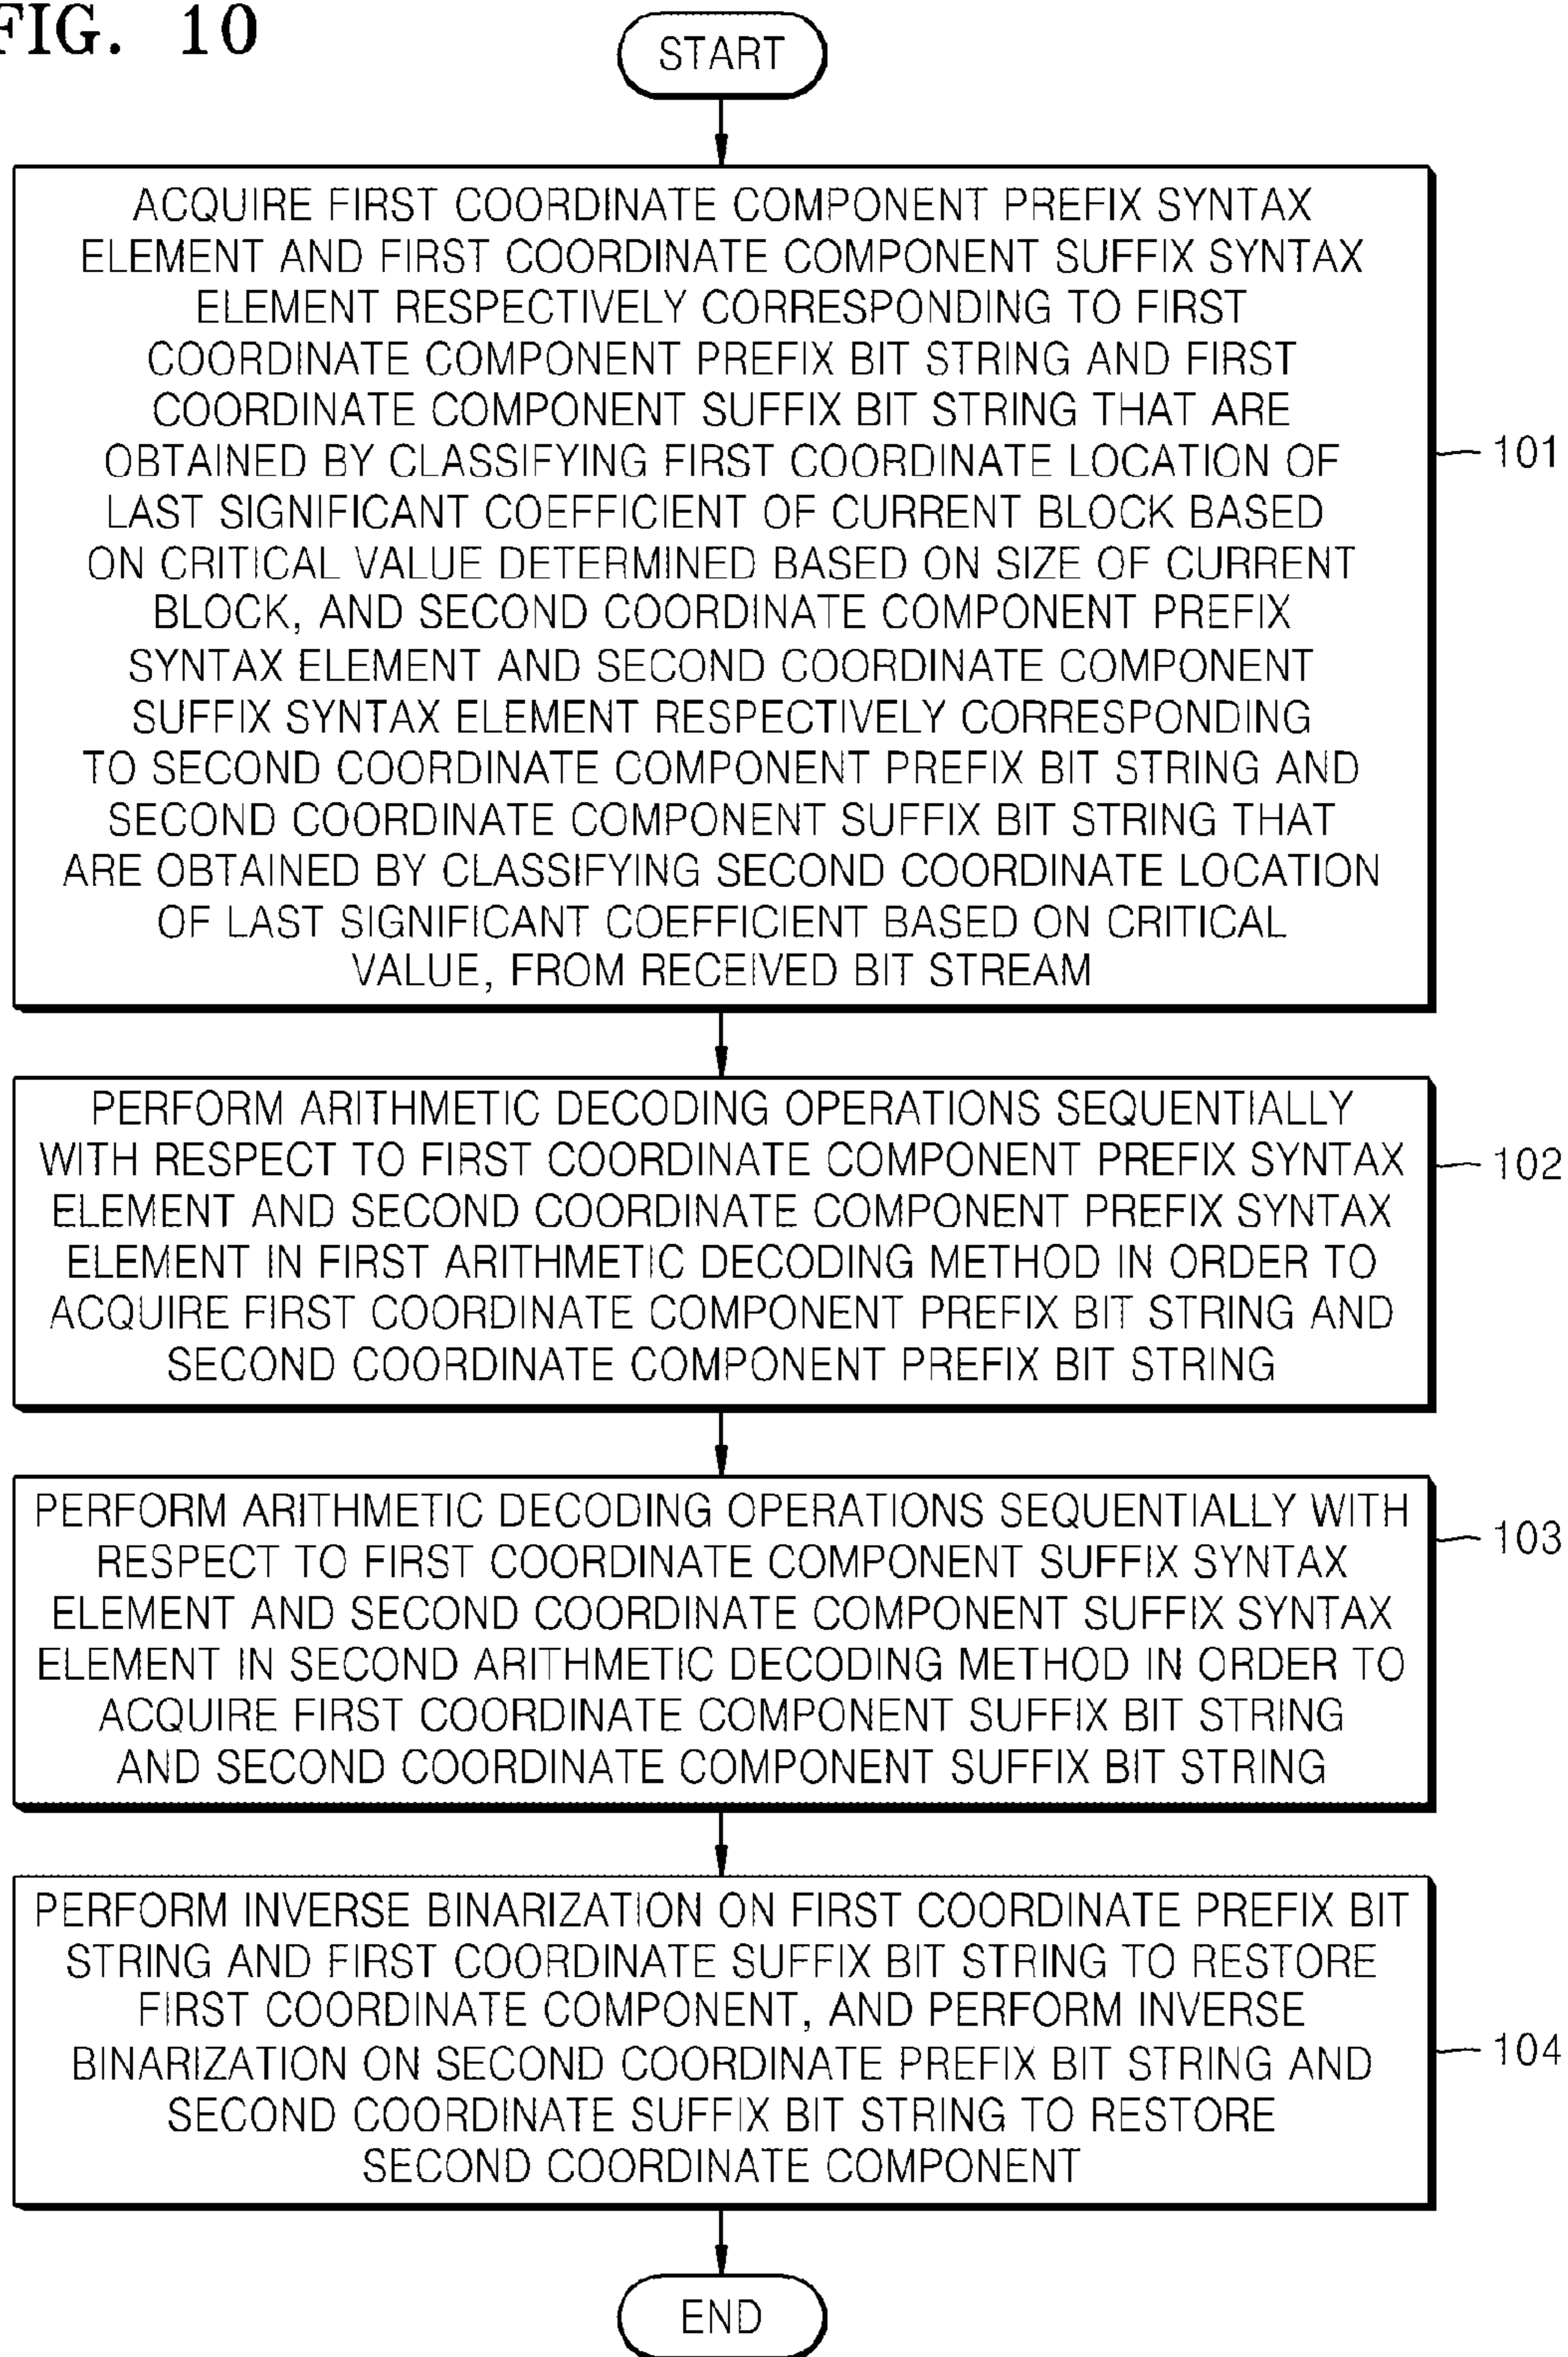 FIG. 10
START
ACQUIRE FIRST COORDINATE COMPONENT PREFIX SYNTAX
ELEMENT AND FIRST COORDINATE COMPONENT SUFFIX SYNTAX
ELEMENT RESPECTIVELY CORRESPONDING TO FIRST
COORDINATE COMPONENT PREFIX BIT STRING AND FIRST
COORDINATE COMPONENT SUFFIX BIT STRING THAT ARE
OBTAINED BY CLASSIFYING FIRST COORDINATE LOCATION OF
LAST SIGNIFICANT COEFFICIENT OF CURRENT BLOCK BASED
ON CRITICAL VALUE DETERMINED BASED ON SIZE OF CURRENT
BLOCK, AND SECOND COORDINATE COMPONENT PREFIX
SYNTAX ELEMENT AND SECOND COORDINATE COMPONENT
SUFFIX SYNTAX ELEMENT RESPECTIVELY CORRESPONDING
TO SECOND COORDINATE COMPONENT PREFIX BIT STRING AND
SECOND COORDINATE COMPONENT SUFFIX BIT STRING THAT
ARE OBTAINED BY CLASSIFYING SECOND COORDINATE LOCATION
OF LAST SIGNIFICANT COEFFICIENT BASED ON CRITICAL
VALUE, FROM RECEIVED BIT STREAM
101
PERFORM ARITHMETIC DECODING OPERATIONS SEQUENTIALLY
WITH RESPECT TO FIRST COORDINATE COMPONENT PREFIX SYNTAX
ELEMENT AND SECOND COORDINATE COMPONENT PREFIX SYNTAX
ELEMENT IN FIRST ARITHMETIC DECODING METHOD IN ORDER TO
ACQUIRE FIRST COORDINATE COMPONENT PREFIX BIT STRING AND
SECOND COORDINATE COMPONENT PREFIX BIT STRING
102
PERFORM ARITHMETIC DECODING OPERATIONS SEQUENTIALLY WITH
RESPECT TO FIRST COORDINATE COMPONENT SUFFIX SYNTAX
ELEMENT AND SECOND COORDINATE COMPONENT SUFFIX SYNTAX
ELEMENT IN SECOND ARITHMETIC DECODING METHOD IN ORDER TO
ACQUIRE FIRST COORDINATE COMPONENT SUFFIX BIT STRING
AND SECOND COORDINATE COMPONENT SUFFIX BIT STRING
103
PERFORM INVERSE BINARIZATION ON FIRST COORDINATE PREFIX BIT
STRING AND FIRST COORDINATE SUFFIX BIT STRING TO RESTORE
FIRST COORDINATE COMPONENT, AND PERFORM INVERSE
BINARIZATION ON SECOND COORDINATE PREFIX BIT STRING AND
SECOND COORDINATE SUFFIX BIT STRING TO RESTORE
SECOND COORDINATE COMPONENT
104
END